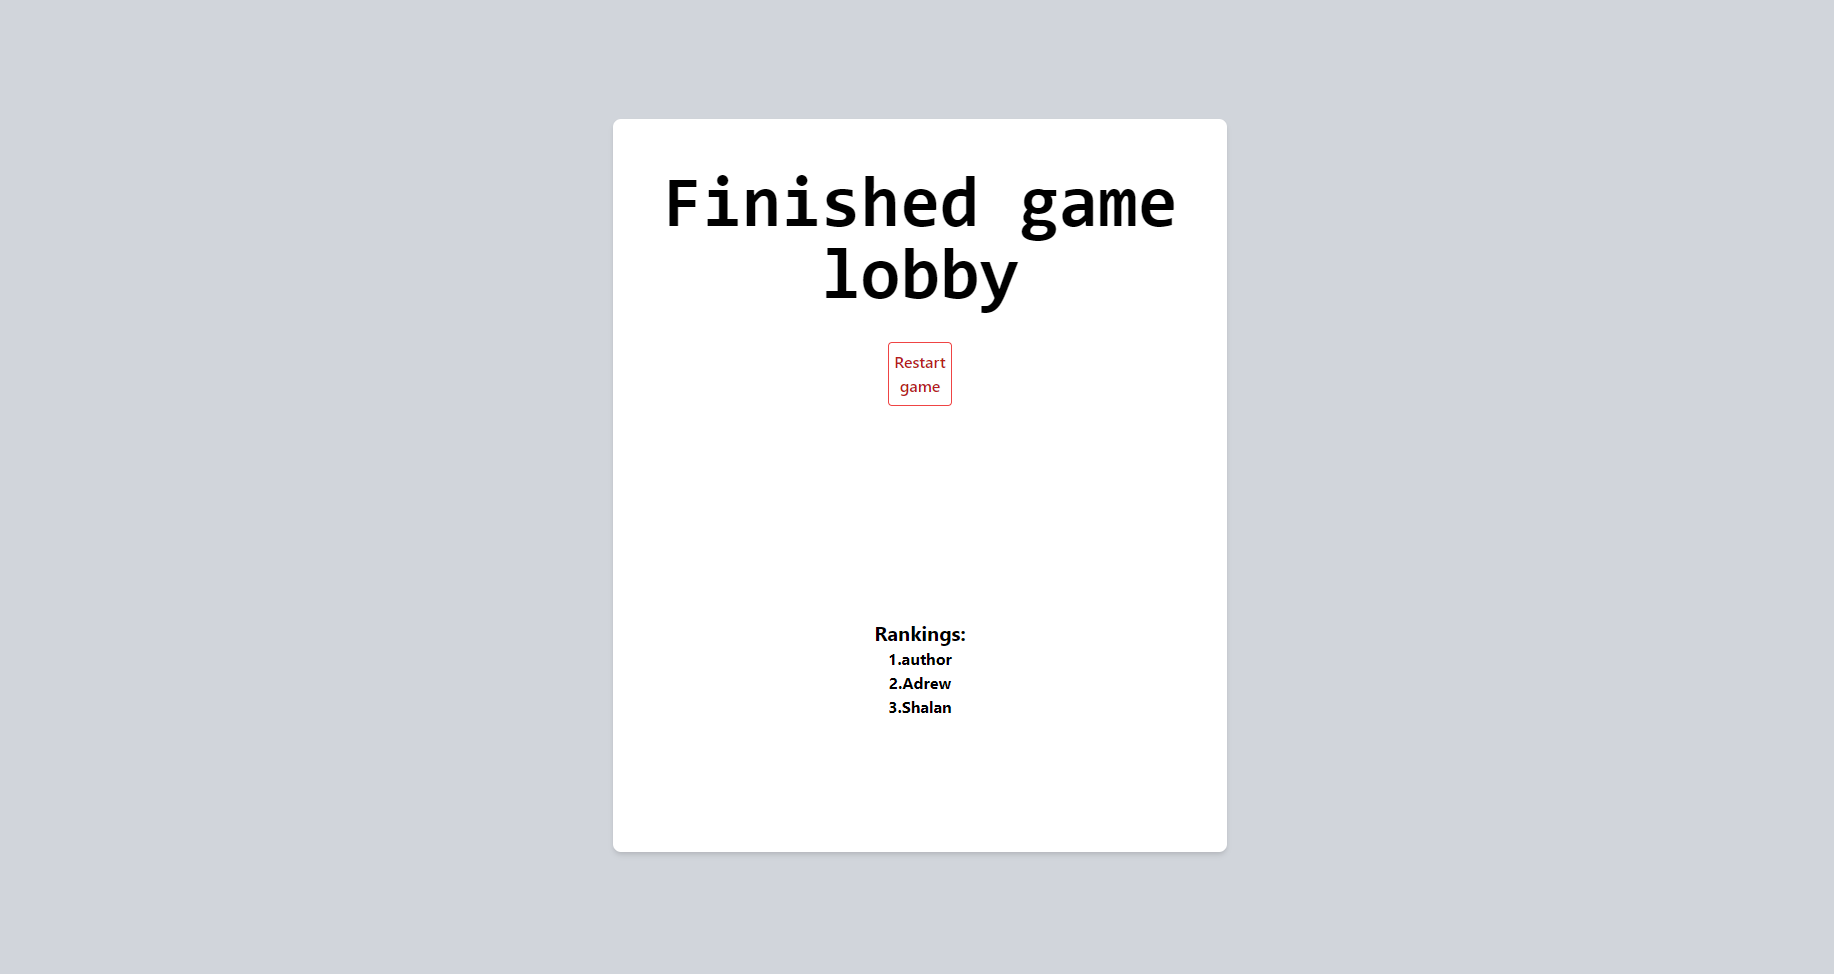 Finished game
lobby
Restart
game
Rankings:
1.author
2.Adrew
3.Shalan